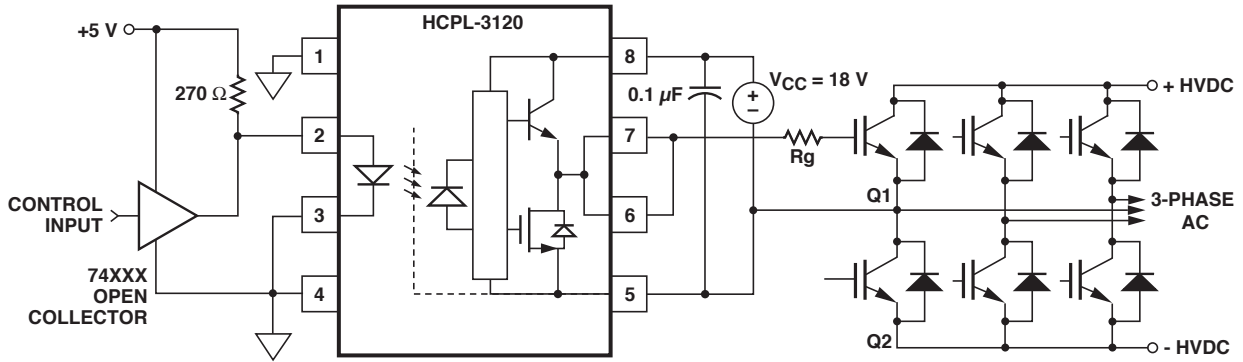 HCPL-3120
+5 V
270 Ω
1
2
3
4
8
7
6
5
0.1 µF
VCC = 18 V
+
–
Rg
+ HVDC
Q1
3-PHASE
AC
CONTROL
INPUT
74XXX
OPEN
COLLECTOR
Q2
- HVDC